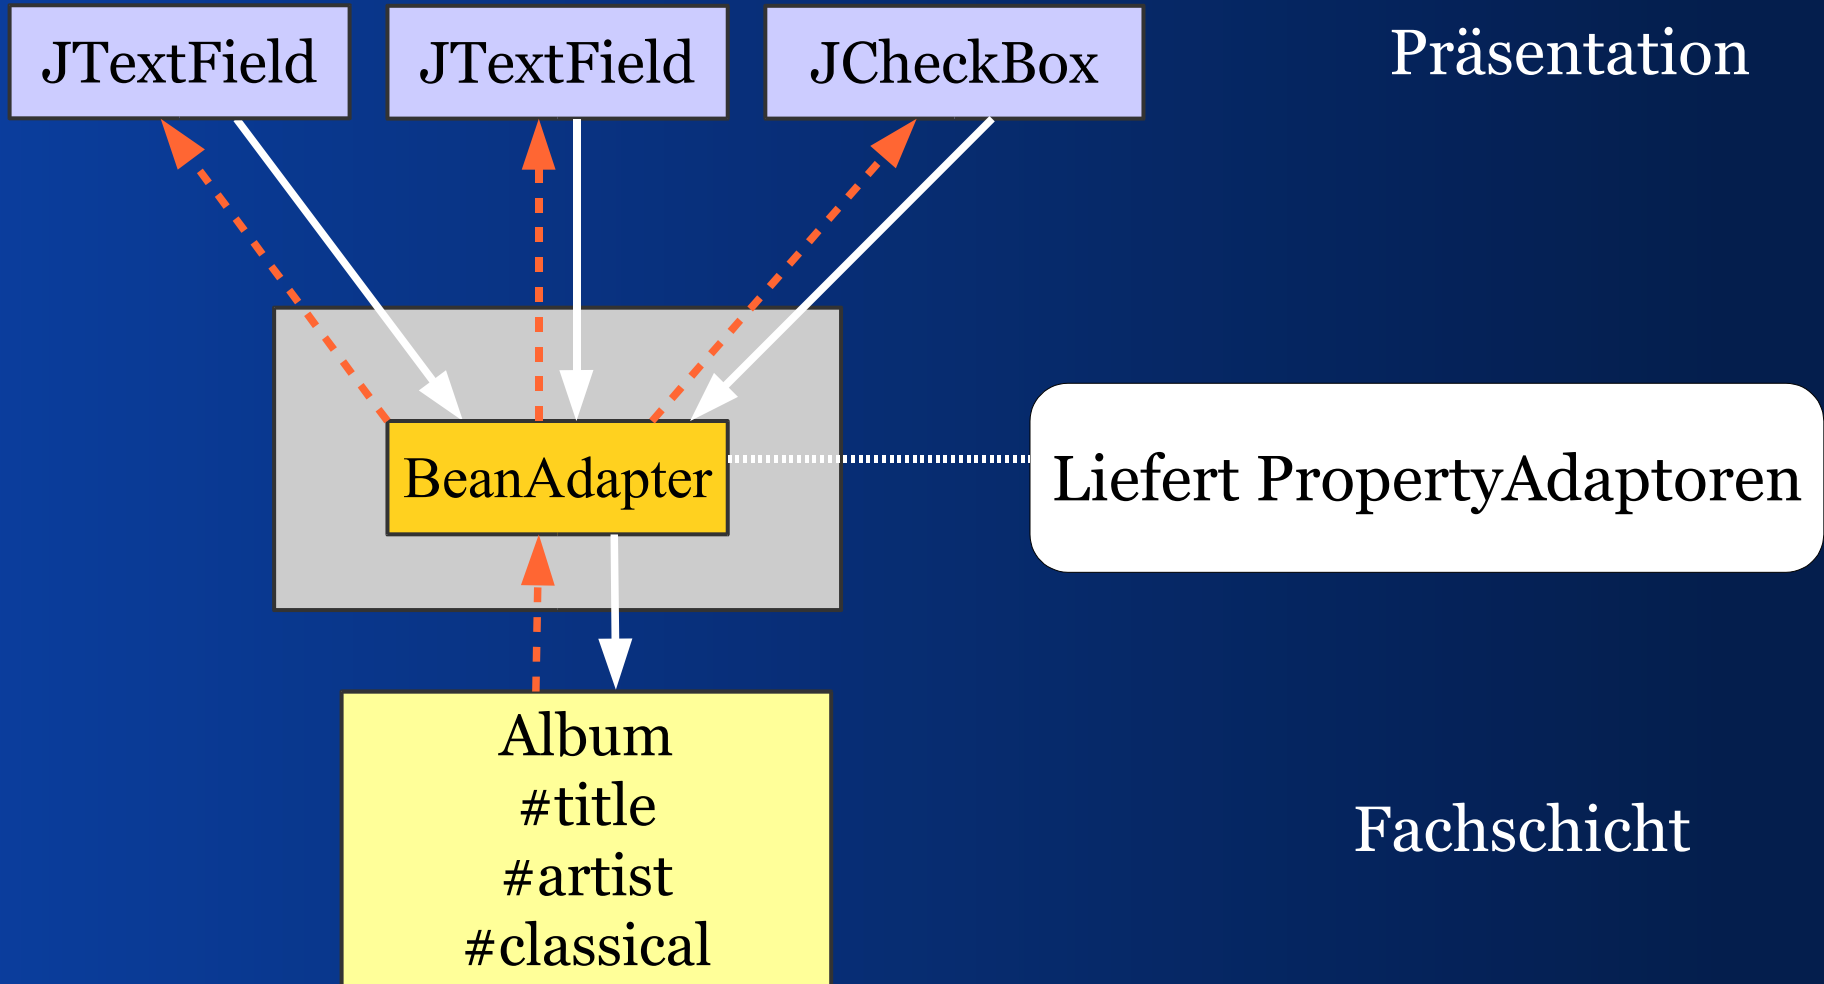 JTextField
JTextField
JCheckBox
Präsentation
BeanAdapter
Liefert PropertyAdaptoren
Album
#title
#artist
#classical
Fachschicht